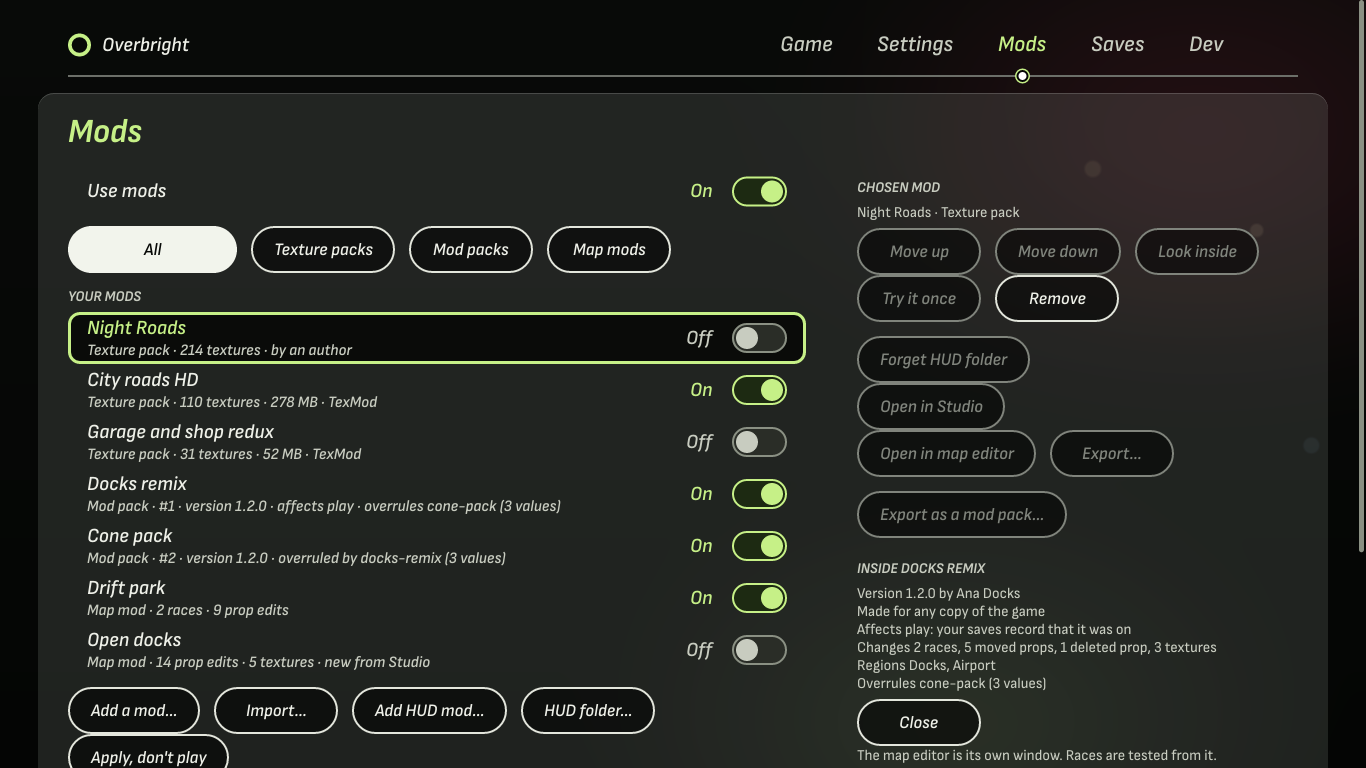 Overbright
Game Settings Mods Saves Dev
Mods
Use mods On
All Texture packs Mod packs Map mods
YOUR MODS
Night Roads Off
Texture pack · 214 textures · by an author
City roads HD On
Texture pack · 110 textures · 278 MB · TexMod
Garage and shop redux Off
Texture pack · 31 textures · 52 MB · TexMod
Docks remix On
Mod pack · #1 · version 1.2.0 · affects play · overrules cone-pack (3 values)
Cone pack On
Mod pack · #2 · version 1.2.0 · overruled by docks-remix (3 values)
Drift park On
Map mod · 2 races · 9 prop edits
Open docks Off
Map mod · 14 prop edits · 5 textures · new from Studio
Add a mod... Import... Add HUD mod... HUD folder...
Apply, don't play
CHOSEN MOD
Night Roads · Texture pack
Move up Move down Look inside
Try it once Remove
Forget HUD folder
Open in Studio
Open in map editor Export...
Export as a mod pack...
INSIDE DOCKS REMIX
Version 1.2.0 by Ana Docks
Made for any copy of the game
Affects play: your saves record that it was on
Changes 2 races, 5 moved props, 1 deleted prop, 3 textures
Regions Docks, Airport
Overrules cone-pack (3 values)
Close
The map editor is its own window. Races are tested from it.